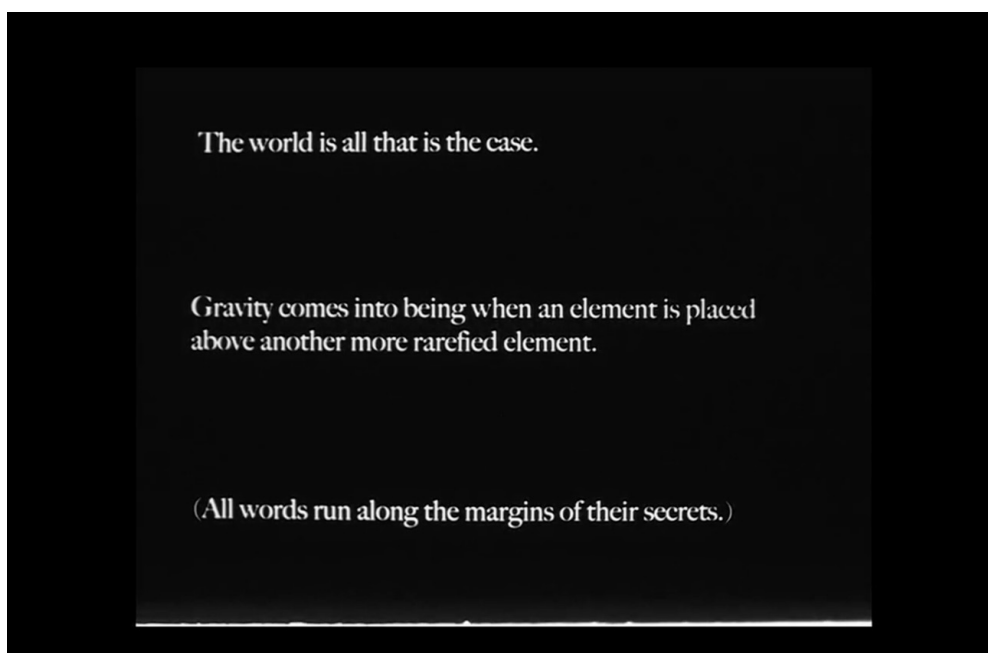 The world is all that is the case.
Gravity comes into being when an element is placed
above another more rarefied element.
(All words run along the margins of their secrets.)